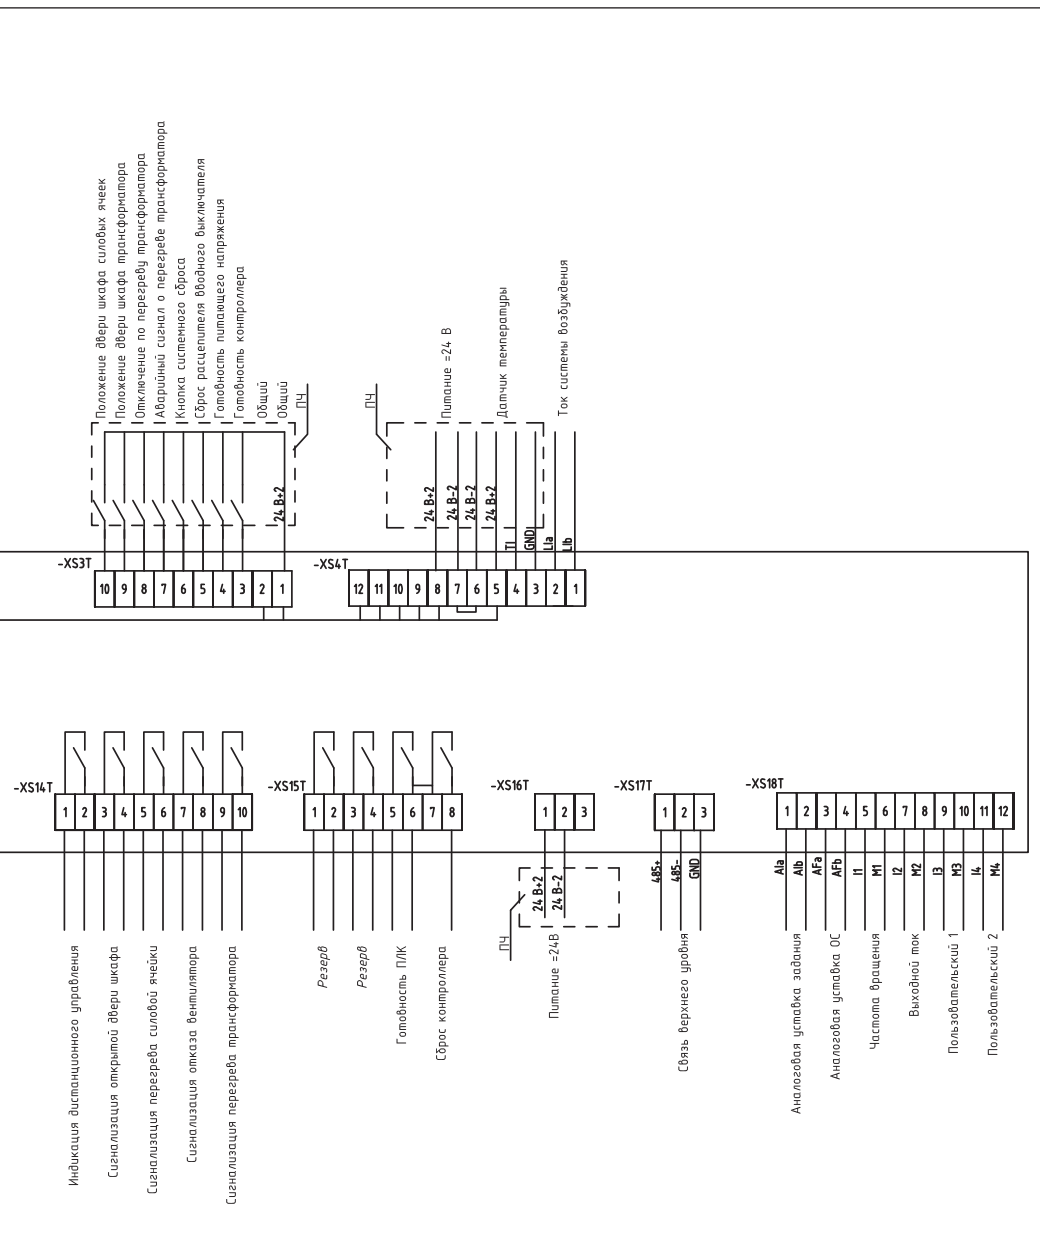 Положение двери шкафа силовых ячеек
Положение двери шкафа трансформатора
Отключение по перегреву трансформатора
Аварийный сигнал о перегреве трансформатора
Кнопка системного сброса
Сброс расцепителя вводного выключателя
Готовность питающего напряжения
Готовность контроллера
Общий
Общий
ПЧ
24 В+2
-XS3T
10 9 8 7 6 5 4 3 2 1
ПЧ
Питание =24 В
Датчик температуры
Ток системы возбуждения
24 В+2
24 В-2
24 В-2
24 В+2
TI
GND
LIa
LIb
-XS4T
12 11 10 9 8 7 6 5 4 3 2 1
-XS14T
1 2 3 4 5 6 7 8 9 10
Индикация дистанционного управления
Сигнализация открытой двери шкафа
Сигнализация перегрева силовой ячейки
Сигнализация отказа вентилятора
Сигнализация перегрева трансформатора
-XS15T
1 2 3 4 5 6 7 8
Резерв
Резерв
Готовность П/ІК
Сброс контроллера
-XS16T
1 2 3
24 В+2
24 В-2
ПЧ
Питание =24В
-XS17T
1 2 3
485+
485-
GND
Связь верхнего уровня
-XS18T
1 2 3 4 5 6 7 8 9 10 11 12
AIa
AIb
AFa
AFb
I1
M1
I2
M2
I3
M3
I4
M4
Аналоговая уставка задания
Аналоговая уставка ОС
Частота вращения
Выходной ток
Пользовательский 1
Пользовательский 2